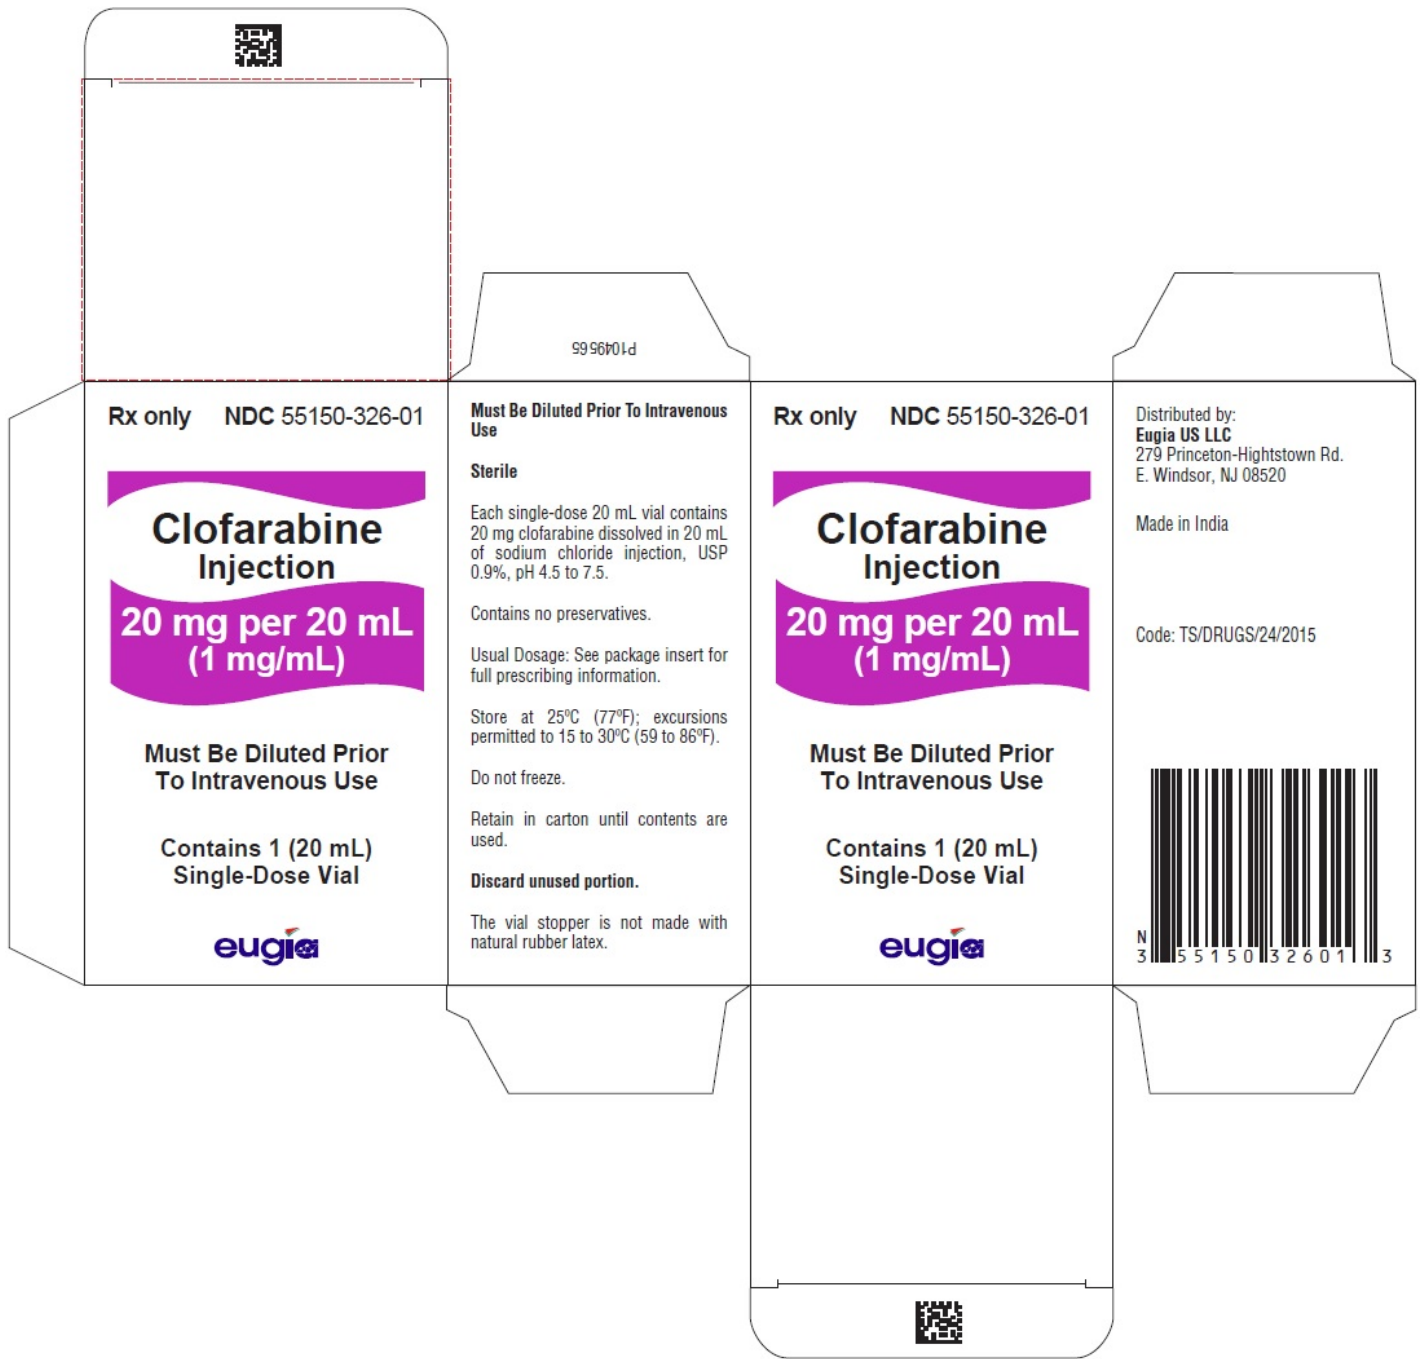 P1049565
Rx only NDC 55150-326-01
Clofarabine
Injection
20 mg per 20 mL
(1 mg/mL)
Must Be Diluted Prior
To Intravenous Use
Contains 1 (20 mL)
Single-Dose Vial
eugia
Must Be Diluted Prior To Intravenous
Use
Sterile
Each single-dose 20 mL vial contains
20 mg clofarabine dissolved in 20 mL
of sodium chloride injection, USP
0.9%, pH 4.5 to 7.5.
Contains no preservatives.
Usual Dosage: See package insert for
full prescribing information.
Store at 25ºC (77ºF); excursions
permitted to 15 to 30ºC (59 to 86ºF).
Do not freeze.
Retain in carton until contents are
used.
Discard unused portion.
The vial stopper is not made with
natural rubber latex.
Rx only NDC 55150-326-01
Clofarabine
Injection
20 mg per 20 mL
(1 mg/mL)
Must Be Diluted Prior
To Intravenous Use
Contains 1 (20 mL)
Single-Dose Vial
eugia
Distributed by:
Eugia US LLC
279 Princeton-Hightstown Rd.
E. Windsor, NJ 08520
Made in India
Code: TS/DRUGS/24/2015
N
3 55150 32601 3